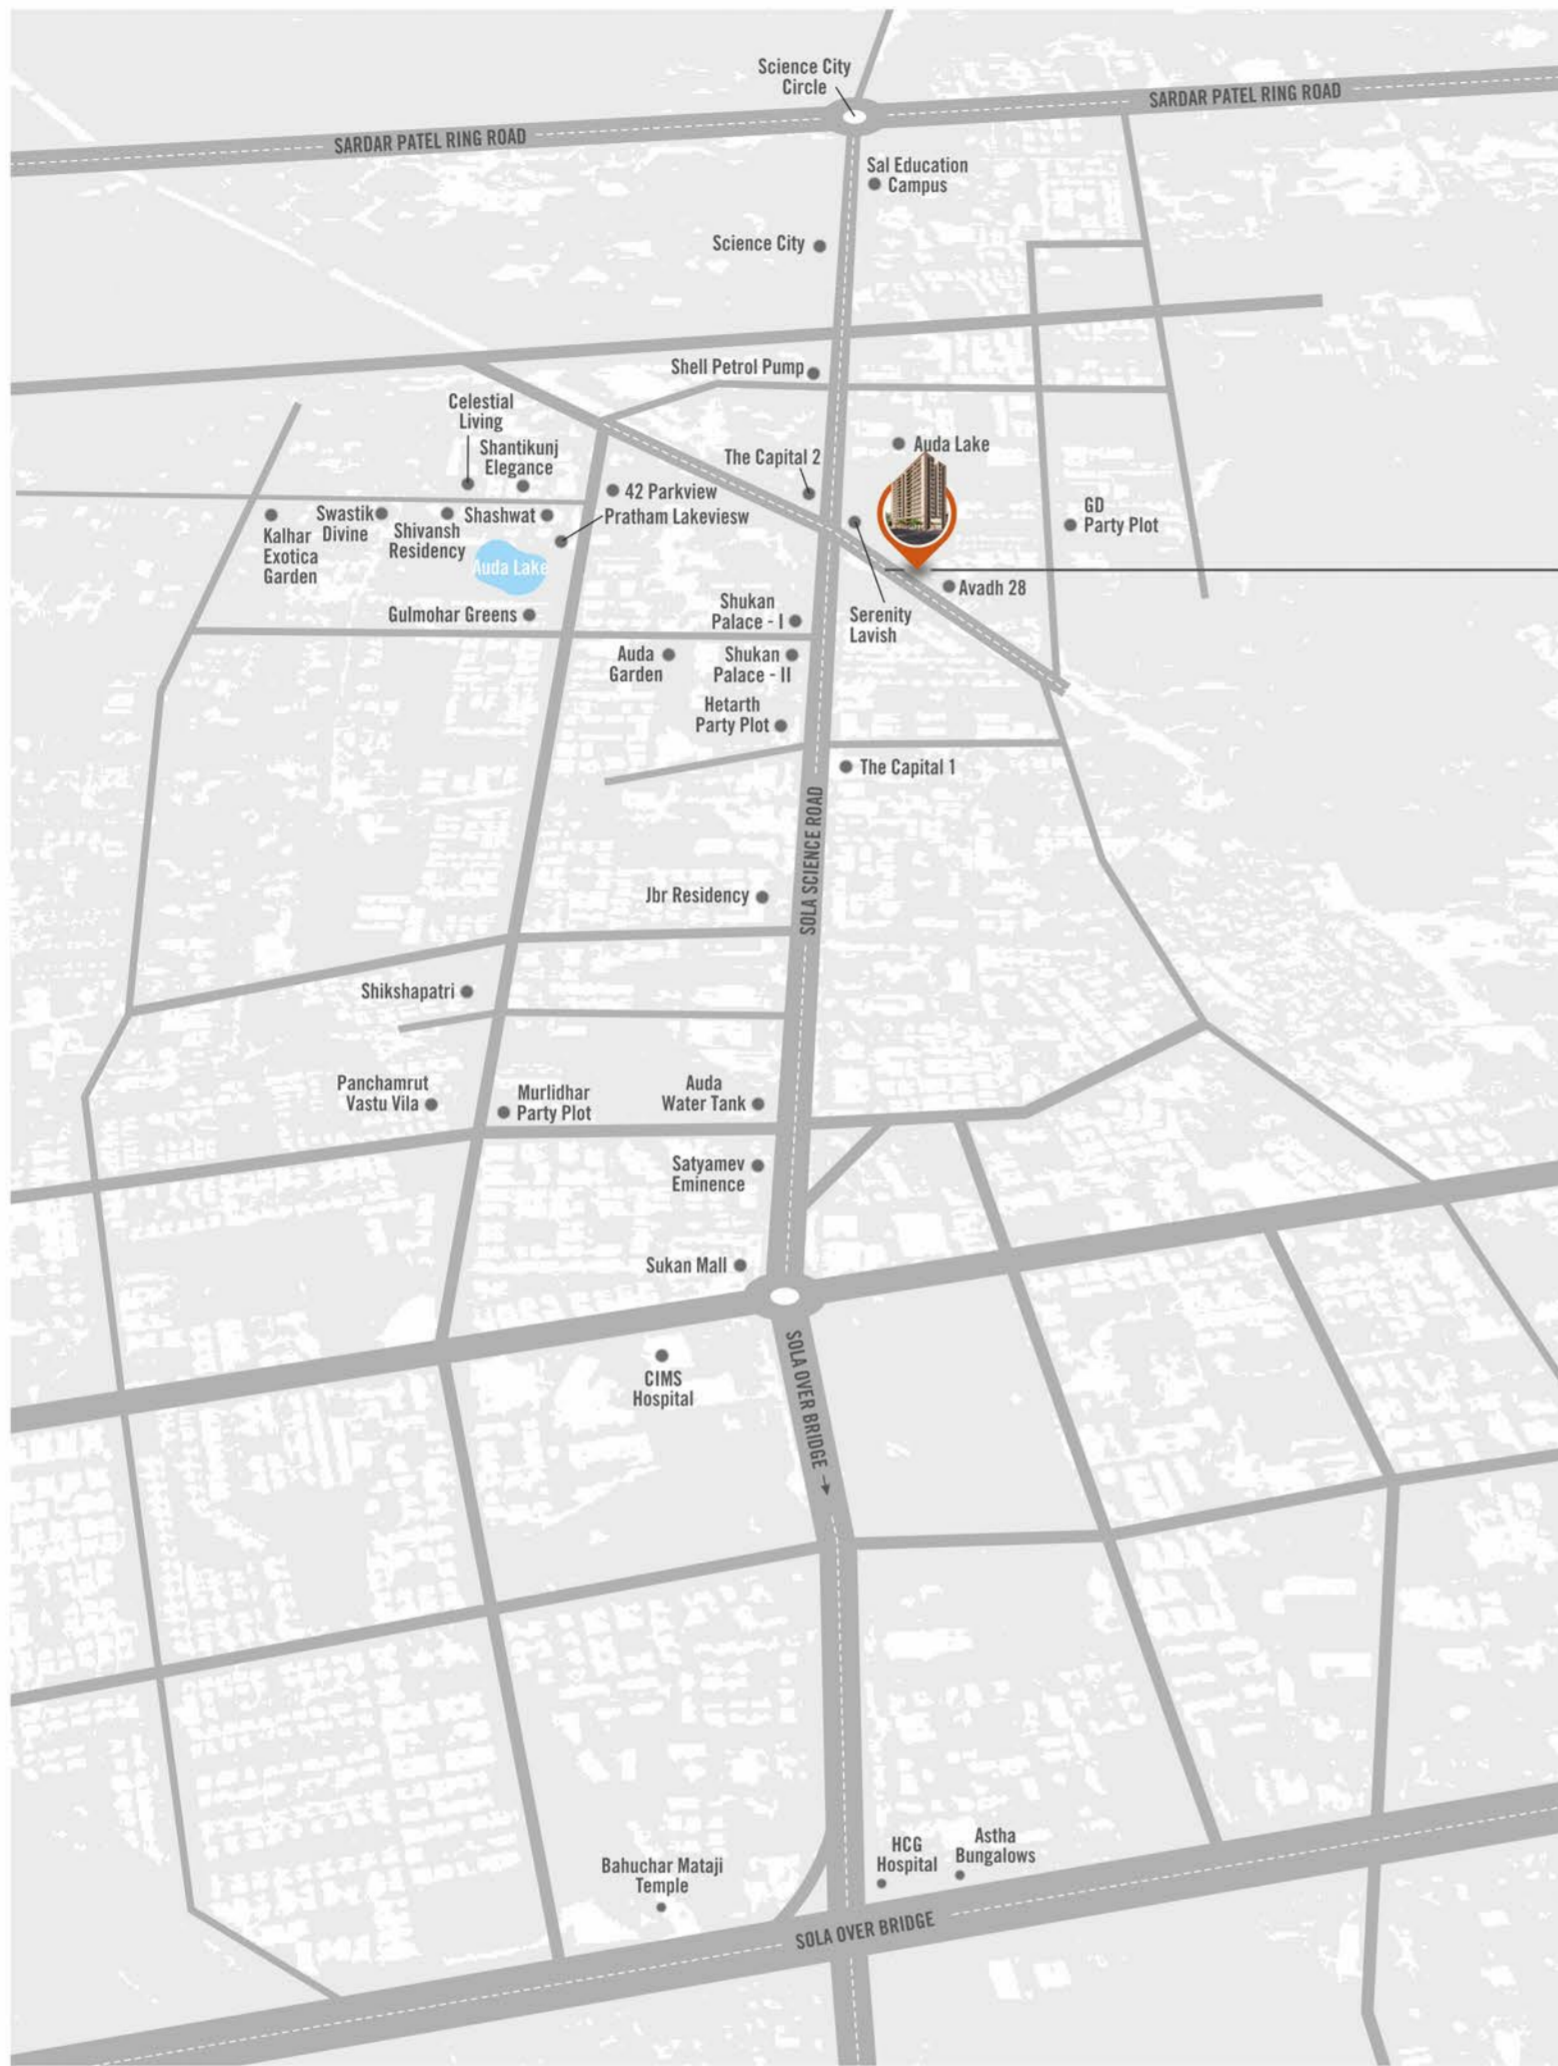 Science City
Circle
SARDAR PATEL RING ROAD
SARDAR PATEL RING ROAD
Sal Education
Campus
Science City
Shell Petrol Pump
Celestial
Living
Shantikunj
Elegance
The Capital 2
Auda Lake
42 Parkview
Pratham Lakeviesw
GD
Party Plot
Kalhar
Exotica
Garden
Swastik
Divine
Shivansh
Residency
Shashwat
Auda Lake
Avadh 28
Gulmohar Greens
Shukan
Palace - I
Serenity
Lavish
Auda
Garden
Shukan
Palace - II
Hetarth
Party Plot
The Capital 1
SOLA SCIENCE ROAD
Jbr Residency
Shikshapatri
Panchamrut
Vastu Vila
Murlidhar
Party Plot
Auda
Water Tank
Satyamev
Eminence
Sukan Mall
SOLA OVER BRIDGE
CIMS
Hospital
HCG
Hospital
Astha
Bungalows
Bahuchar Mataji
Temple
SOLA OVER BRIDGE